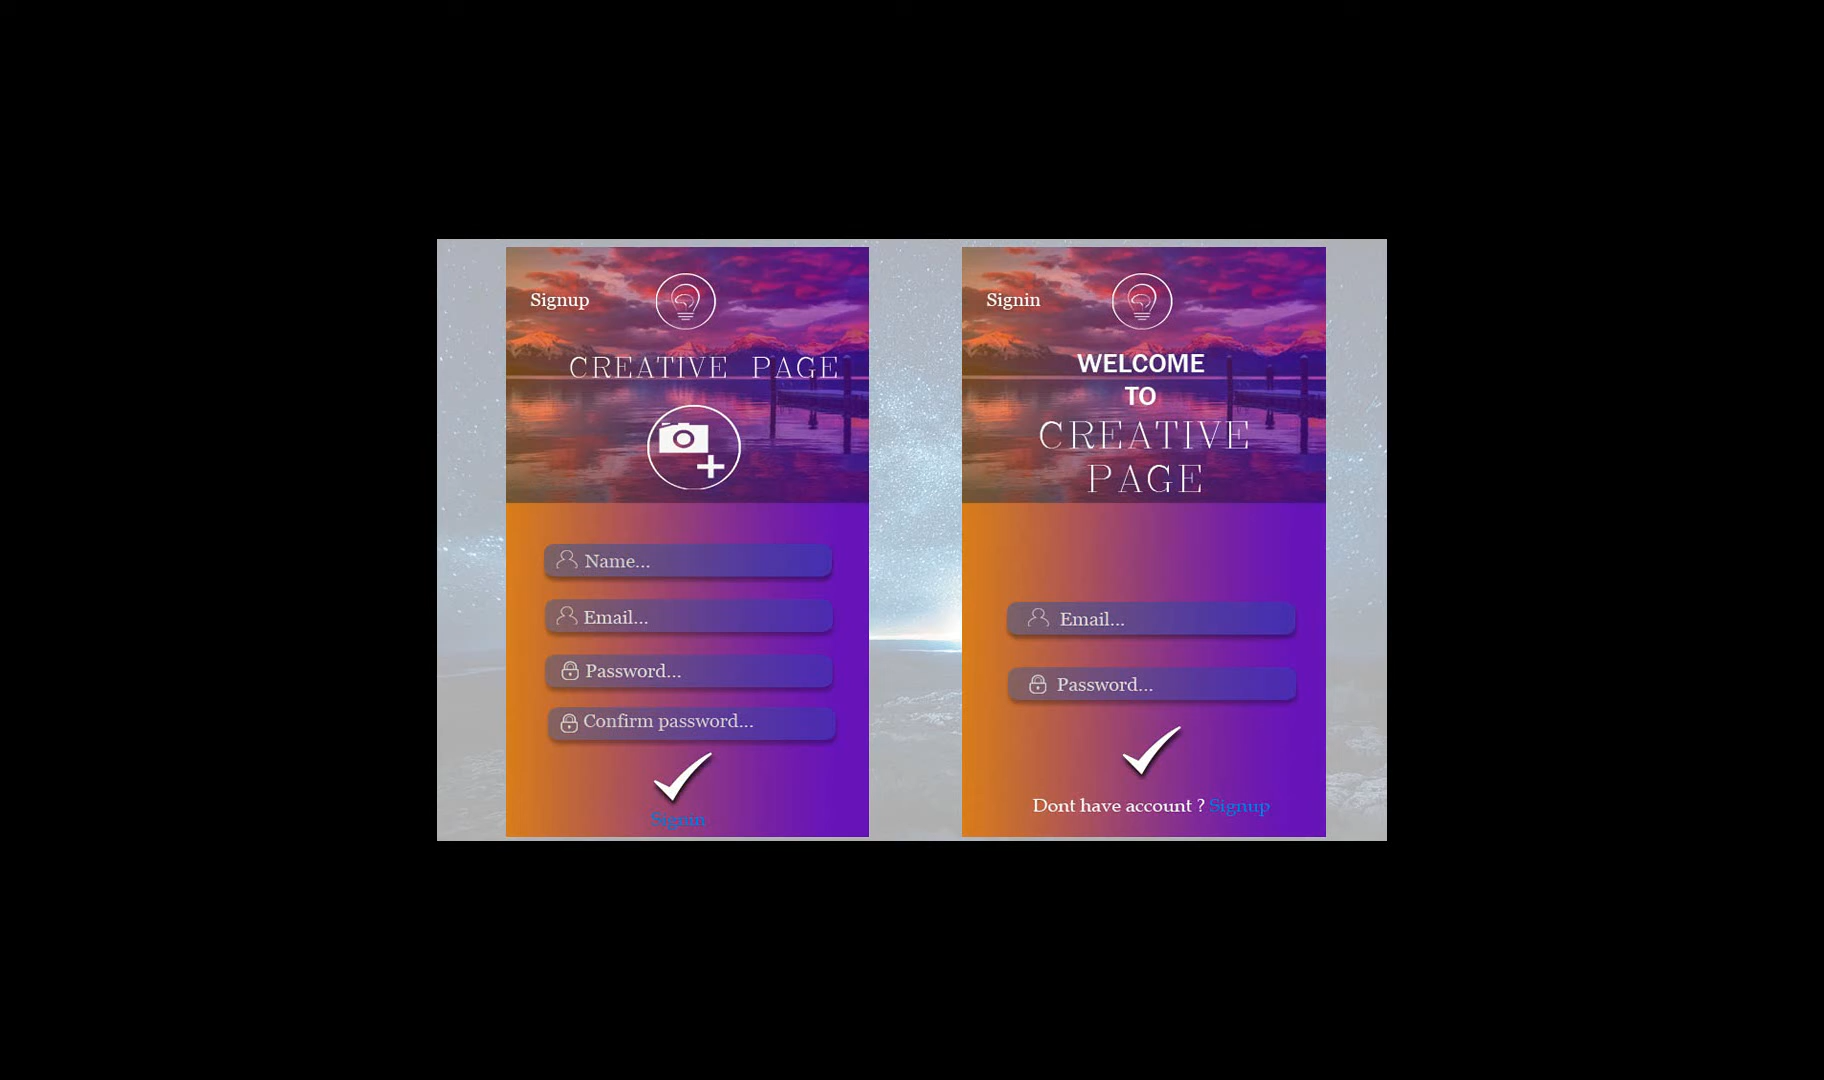 Signup
CREATIVE PAGE
Name...
Email...
Password...
Confirm password...
Signin
Signin
WELCOME
TO
CREATIVE
PAGE
Email...
Password...
Dont have account ? Signup